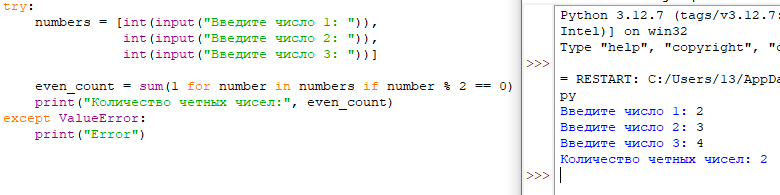 try:
    numbers = [int(input("Введите число 1: ")),
               int(input("Введите число 2: ")),
               int(input("Введите число 3: "))]
    even_count = sum(1 for number in numbers if number % 2 == 0)
    print("Количество четных чисел:", even_count)
except ValueError:
    print("Error")
Python 3.12.7 (tags/v3.12.7:
Intel)] on win32
Type "help", "copyright", "c
>>>
= RESTART: C:/Users/13/AppDa
py
Введите число 1: 2
Введите число 2: 3
Введите число 3: 4
Количество четных чисел: 2
>>>